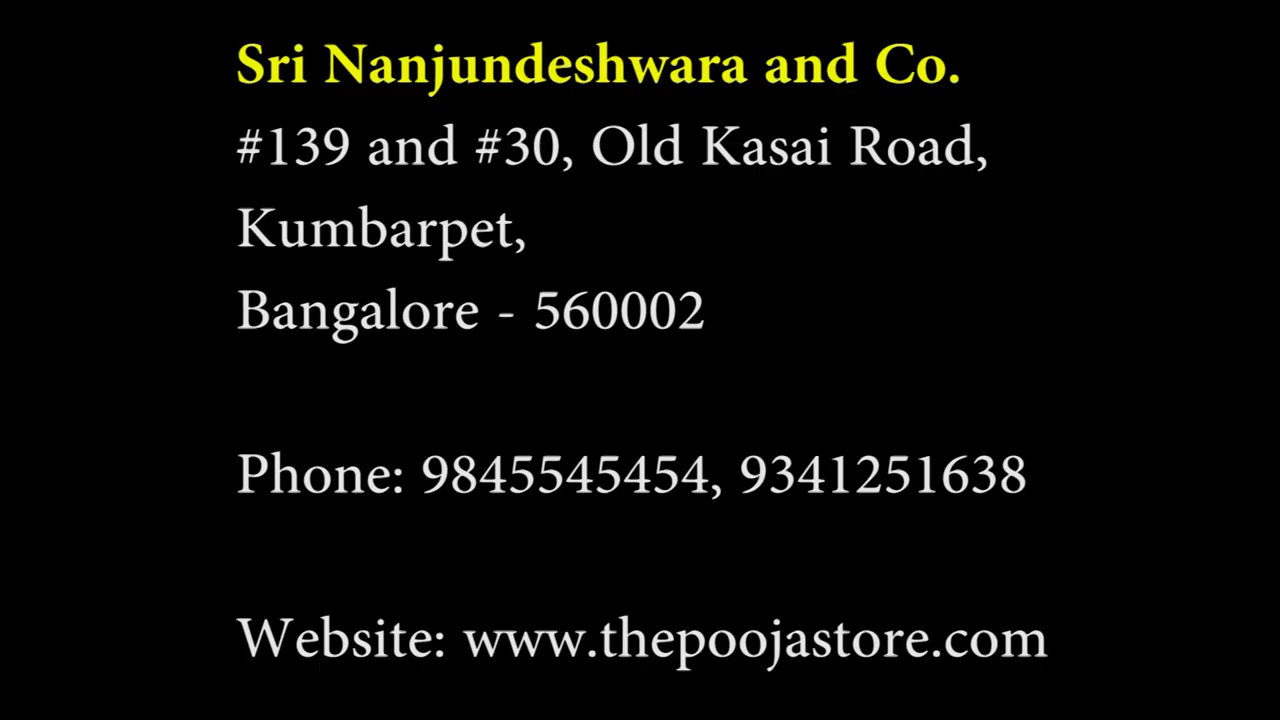 Sri Nanjundeshwara and Co.
#139 and #30, Old Kasai Road,
Kumbarpet,
Bangalore - 560002
Phone: 9845545454, 9341251638
Website: www.thepoojastore.com